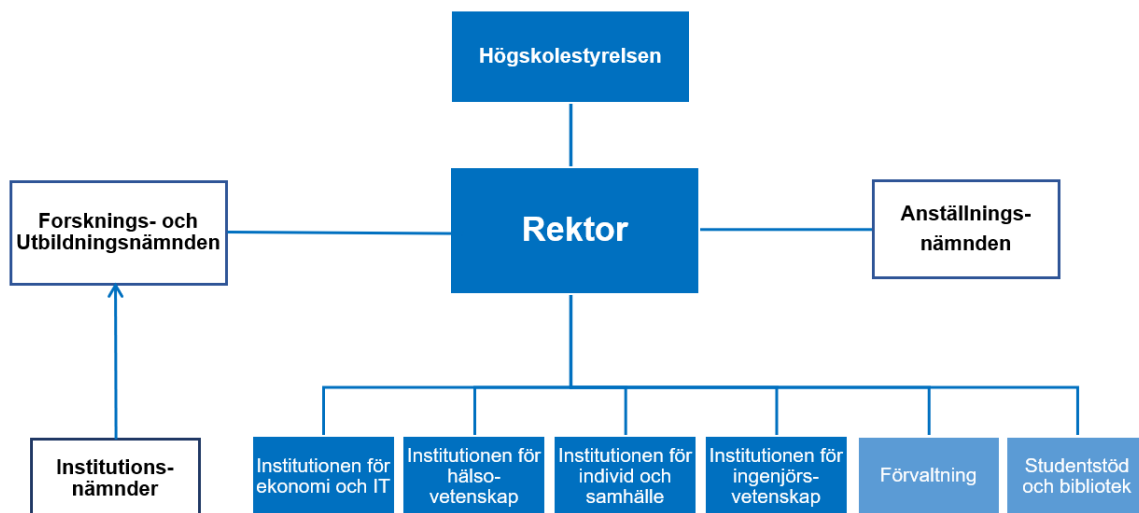 Högskolestyrelsen
Forsknings- och
Utbildningsnämnden
Rektor
Anställnings-
nämnden
Institutions-
nämnder
Institutionen för
ekonomi och IT
Institutionen för
hälso-
vetenskap
Institutionen för
individ och
samhälle
Institutionen för
ingenjörs-
vetenskap
Förvaltning
Studentstöd
och bibliotek